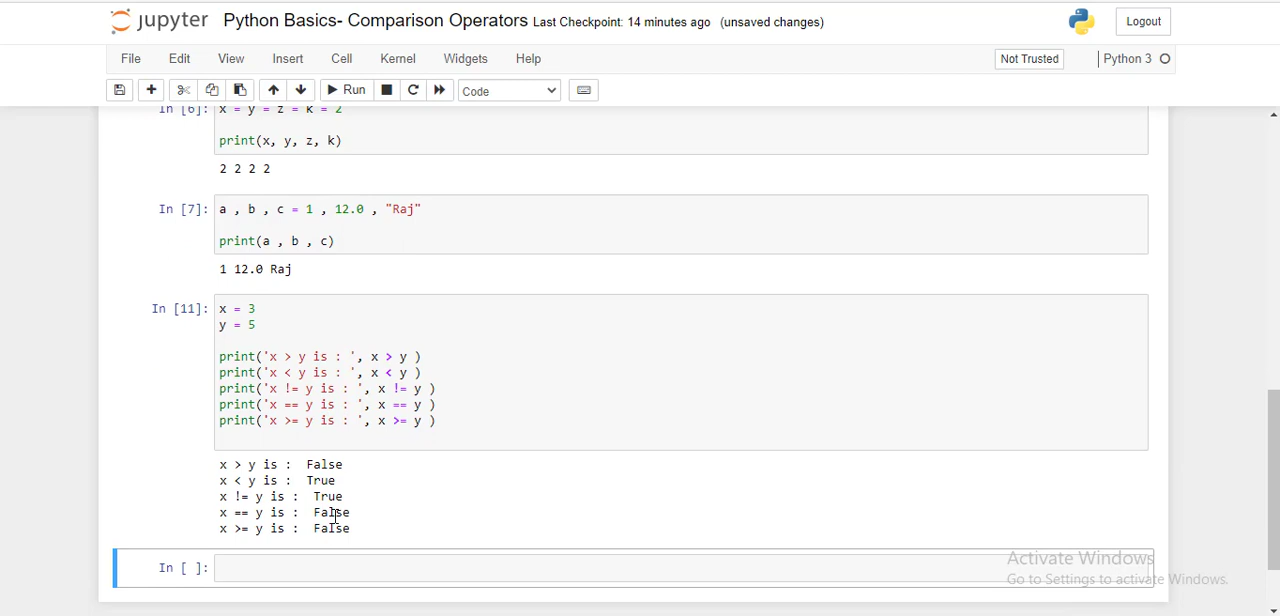 jupyter Python Basics- Comparison Operators Last Checkpoint: 14 minutes ago (unsaved changes) Logout
File Edit View Insert Cell Kernel Widgets Help Not Trusted Python 3
Run Code
In [6]: x = y = z = k = 2
print(x, y, z, k)
2 2 2 2
In [7]: a , b , c = 1 , 12.0 , "Raj"
print(a , b , c)
1 12.0 Raj
In [11]: x = 3
y = 5
print('x > y is : ', x > y )
print('x < y is : ', x < y )
print('x != y is : ', x != y )
print('x == y is : ', x == y )
print('x >= y is : ', x >= y )
x > y is :  False
x < y is :  True
x != y is :  True
x == y is :  False
x >= y is :  False
In [ ]:
Activate Windows
Go to Settings to activate Windows.